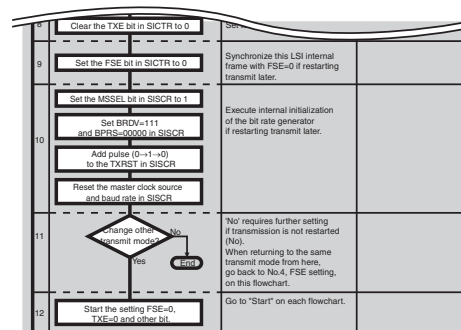 8
Clear the TXE bit in SICTR to 0
9
Set the FSE bit in SICTR to 0
Synchronize this LSI internal
frame with FSE=0 if restarting
transmit later.
10
Set the MSSEL bit in SISCR to 1
Set BRDV=111
and BPRS=00000 in SISCR
Add pulse (0→1→0)
to the TXRST in SISCR
Reset the master clock source
and baud rate in SISCR
Execute internal initialization
of the bit rate generator
if restarting transmit later.
11
Change other
transmit mode?
No
End
Yes
'No' requires further setting
if transmission is not restarted
(No).
When returning to the same
transmit mode from here,
go back to No.4, FSE setting,
on this flowchart.
12
Start the setting FSE=0,
TXE=0 and other bit.
Go to "Start" on each flowchart.